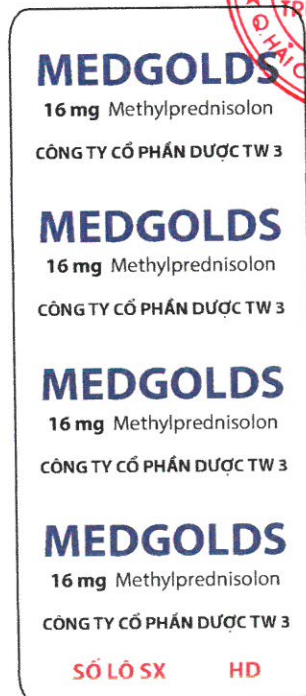 MEDGOLDS
16 mg Methylprednisolon
CÔNG TY CỔ PHẦN DƯỢC TW 3
MEDGOLDS
16 mg Methylprednisolon
CÔNG TY CỔ PHẦN DƯỢC TW 3
MEDGOLDS
16 mg Methylprednisolon
CÔNG TY CỔ PHẦN DƯỢC TW 3
MEDGOLDS
16 mg Methylprednisolon
CÔNG TY CỔ PHẦN DƯỢC TW 3
SỐ LÔ SX HD